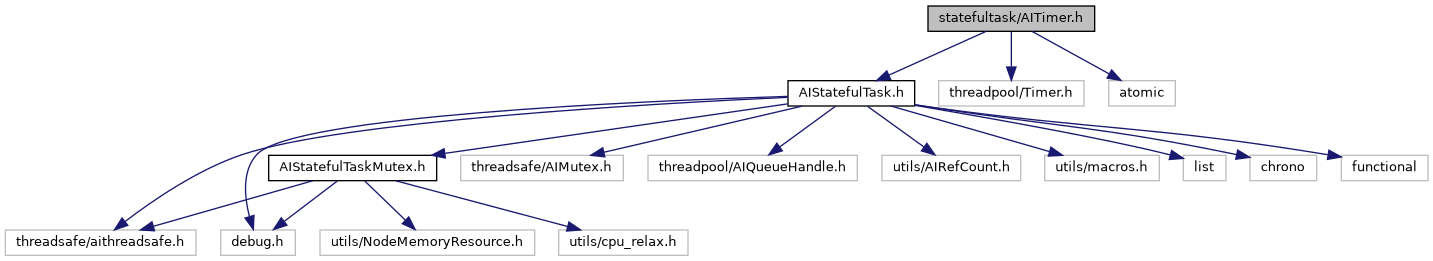 statefultask/AITimer.h
AIStatefulTask.h
threadpool/Timer.h
atomic
AIStatefulTaskMutex.h
threadsafe/AIMutex.h
threadpool/AIQueueHandle.h
utils/AIRefCount.h
utils/macros.h
list
chrono
functional
threadsafe/aithreadsafe.h
debug.h
utils/NodeMemoryResource.h
utils/cpu_relax.h